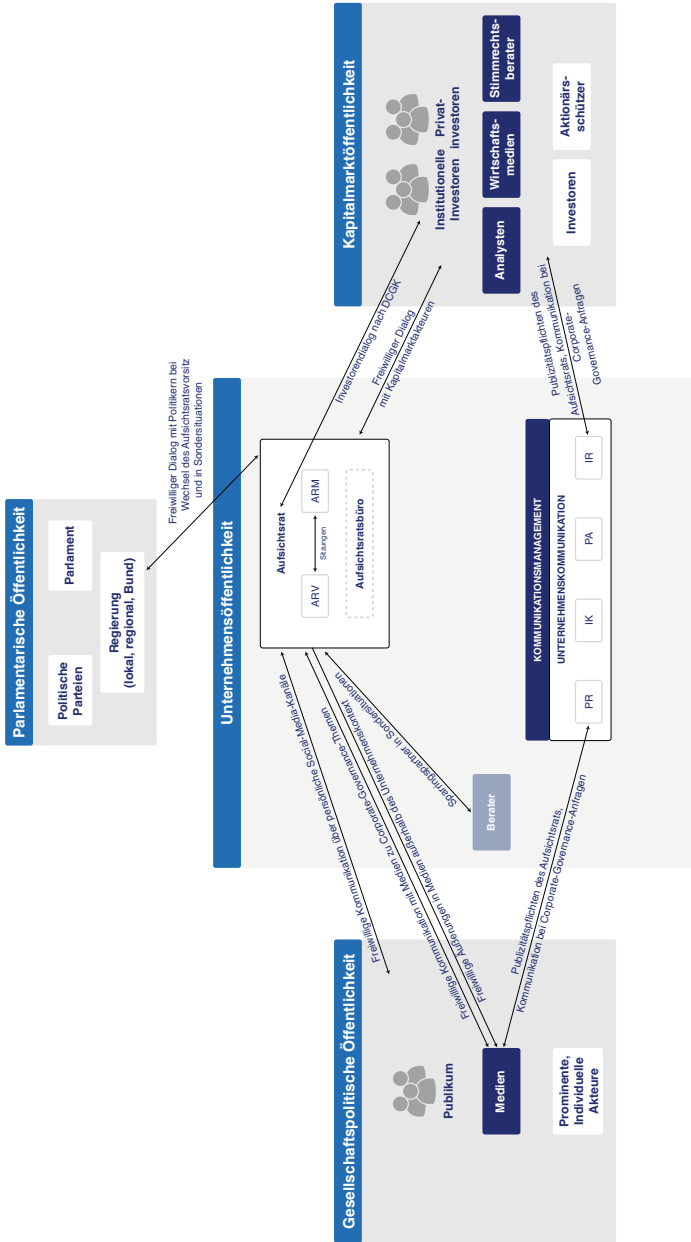 Parlamentarische Öffentlichkeit
Politische
Parteien
Parlament
Regierung
(lokal, regional, Bund)
Freiwilliger Dialog mit Politikern bei
Wechsel des Aufsichtsratsvorsitz
und in Sondersituationen
Gesellschaftspolitische Öffentlichkeit
Publikum
Medien
Prominente,
Individuelle
Akteure
Freiwillige Kommunikation über persönliche Social-Media-Kanäle
Freiwillige Kommunikation mit Medien zu Corporate-Governance-Themen
Freiwillige Äußerungen in Medien außerhalb des Unternehmenskontext
Sparringspartner in Sondersituationen
Publizitätspflichten des Aufsichtsrats,
Kommunikation bei Corporate-Governance-Anfragen
Unternehmensöffentlichkeit
Aufsichtsrat
ARV
Sitzungen
ARM
Aufsichtsratsbüro
Berater
KOMMUNIKATIONSMANAGEMENT
UNTERNEHMENSKOMMUNIKATION
PR
IK
PA
IR
Investorendialog nach DCGK
Freiwilliger Dialog
mit Kapitalmarktakteuren
Publizitätspflichten des
Aufsichtsrats, Kommunikation bei
Corporate-
Governance-Anfragen
Kapitalmarktöffentlichkeit
Institutionelle
Investoren
Privat-
investoren
Analysten
Wirtschafts-
medien
Stimmrechts-
berater
Investoren
Aktionärs-
schützer